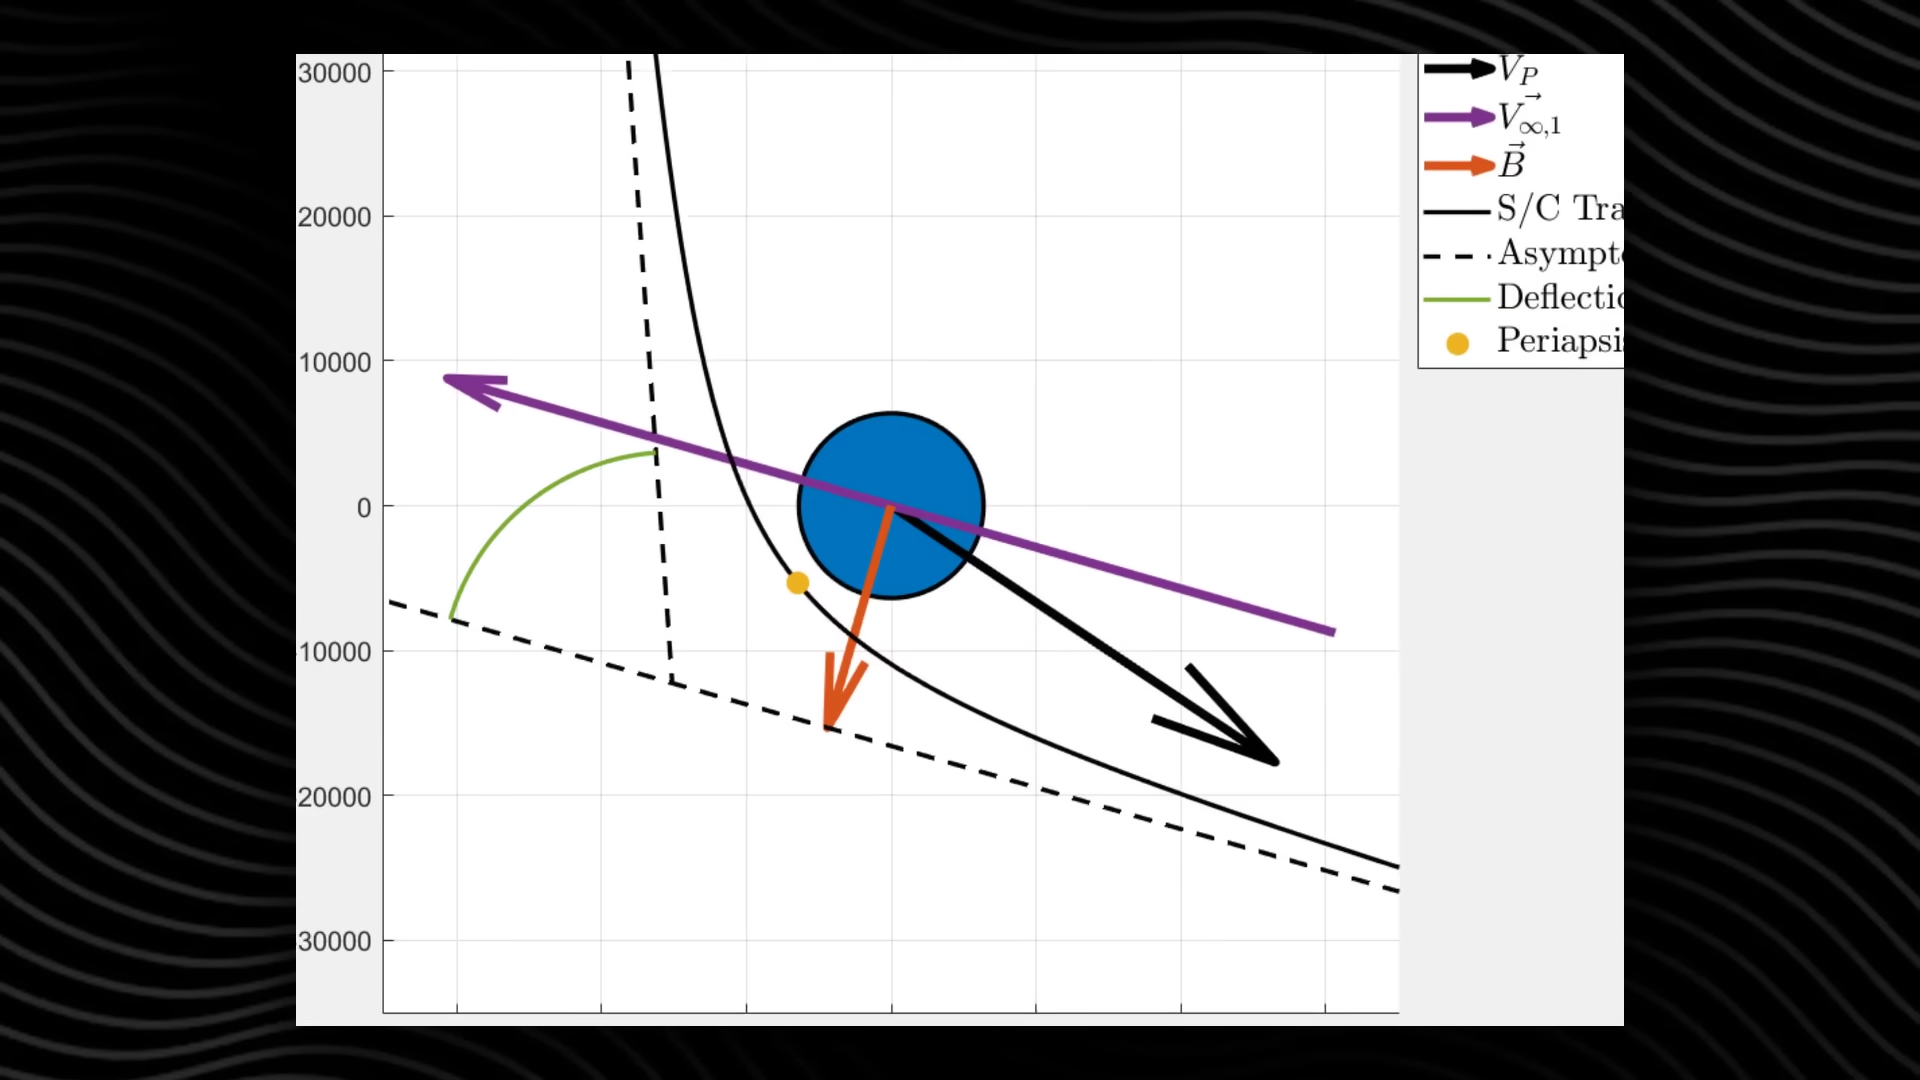 30000
20000
10000
0
10000
20000
30000
V_P
V⃗_∞,1
B⃗
S/C Tra
Asympt
Deflecti
Periapsi